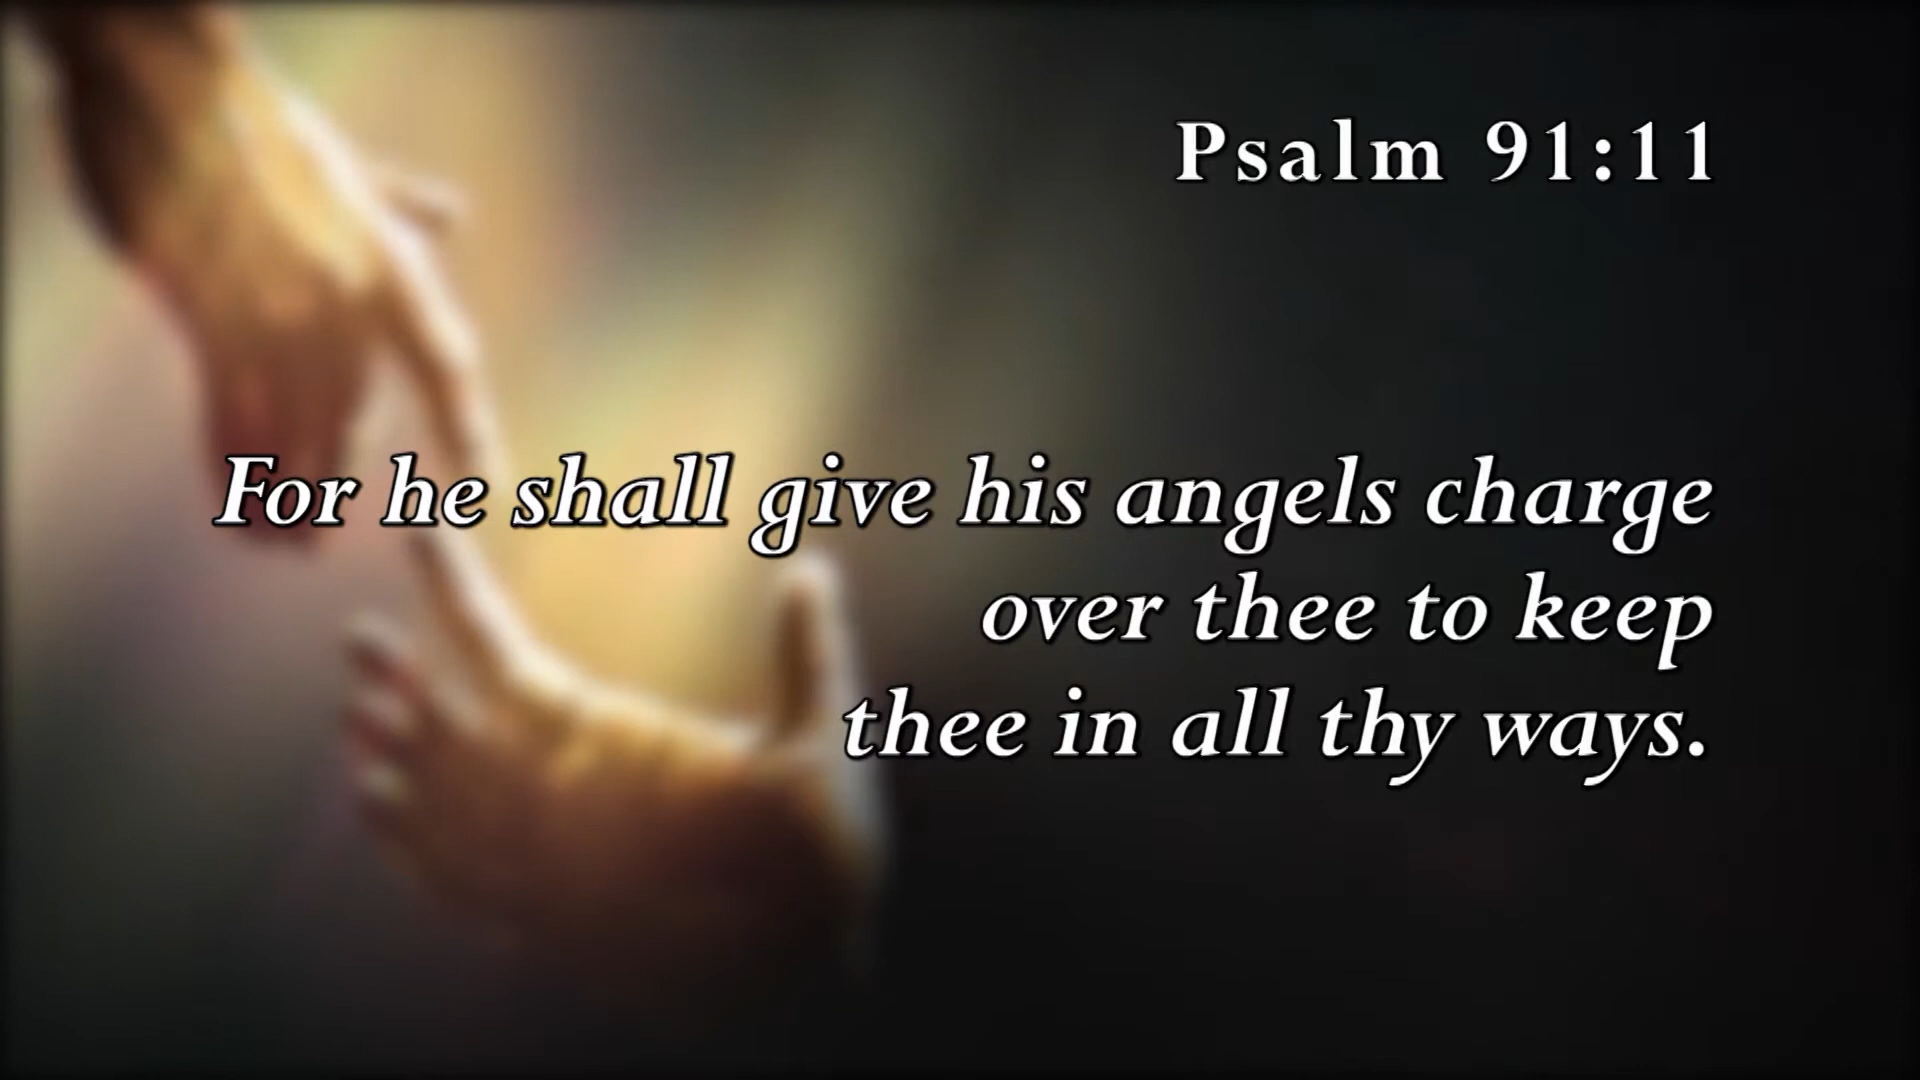 Psalm 91:11
For he shall give his angels charge
over thee to keep
thee in all thy ways.